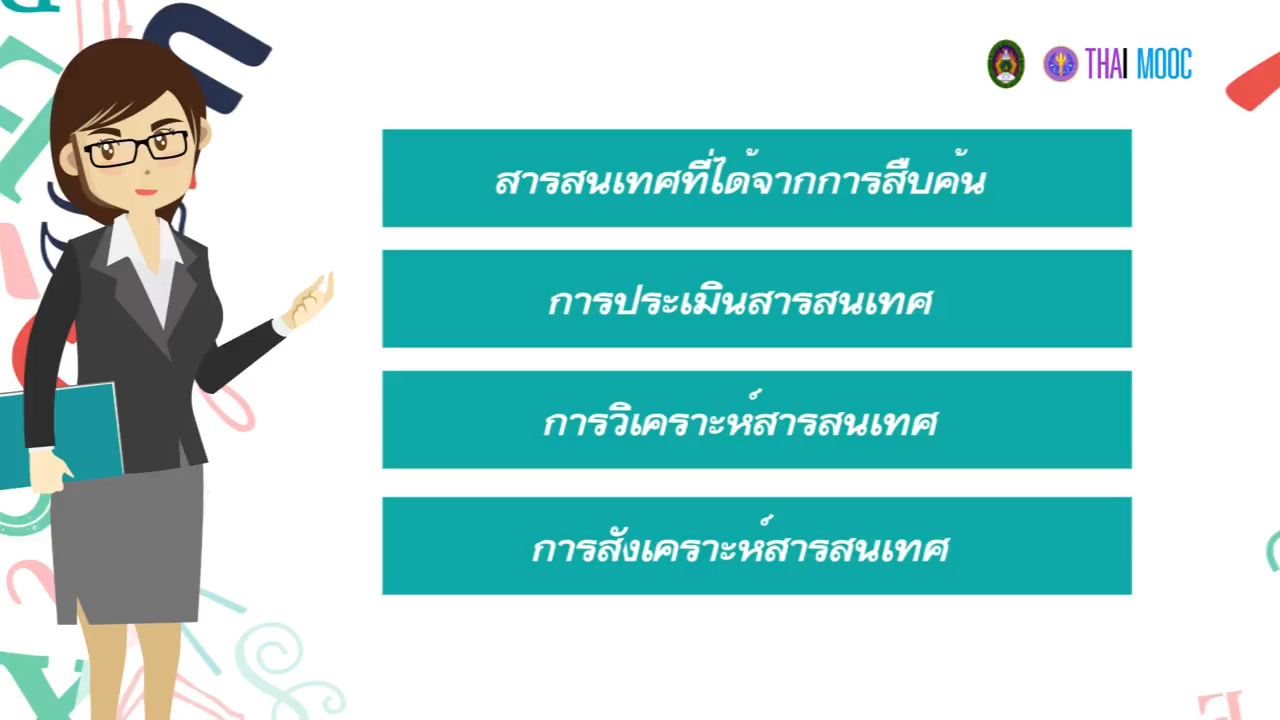 THAI MOOC
สารสนเทศที่ได้จากการสืบค้น
การประเมินสารสนเทศ
การวิเคราะห์สารสนเทศ
การสังเคราะห์สารสนเทศ